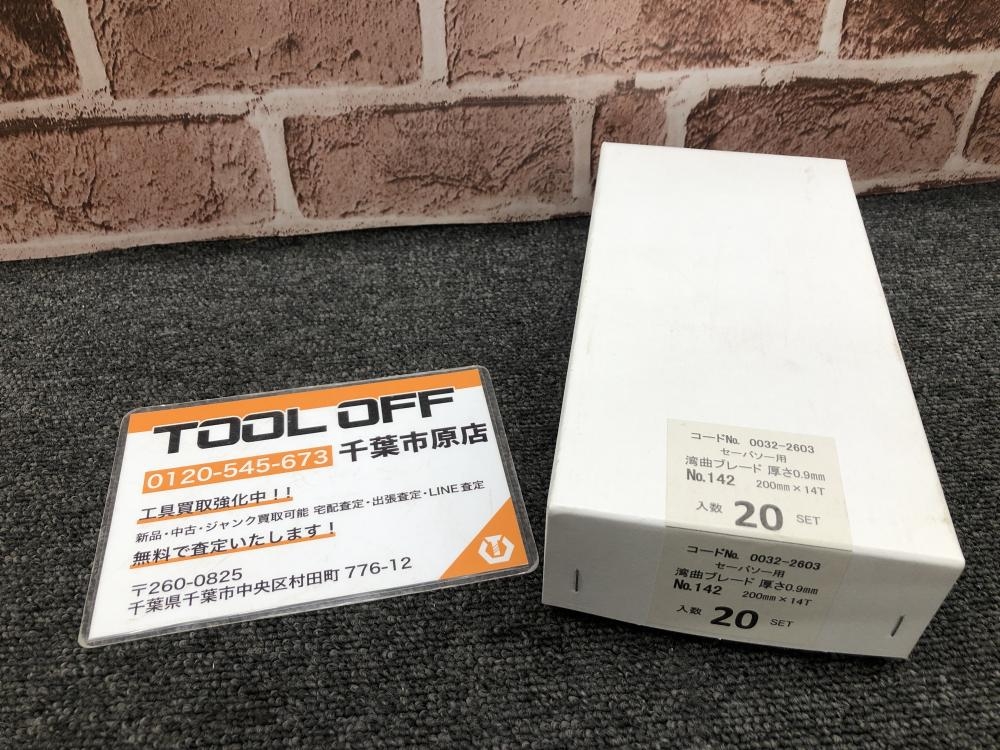 TOOL OFF
0120-545-673 千葉市原店
工具買取強化中!!
新品・中古・ジャンク買取可能 宅配査定・出張査定・LINE査定
無料で査定いたします!
〒260-0825
千葉県千葉市中央区村田町 776-12
コードNo. 0032-2603
セーバソー用
湾曲ブレード 厚さ0.9mm
No.142 200mm×14T
入数 20 SET
コードNo. 0032-2603
セーバソー用
湾曲ブレード 厚さ0.9mm
No.142 200mm×14T
入数 20 SET